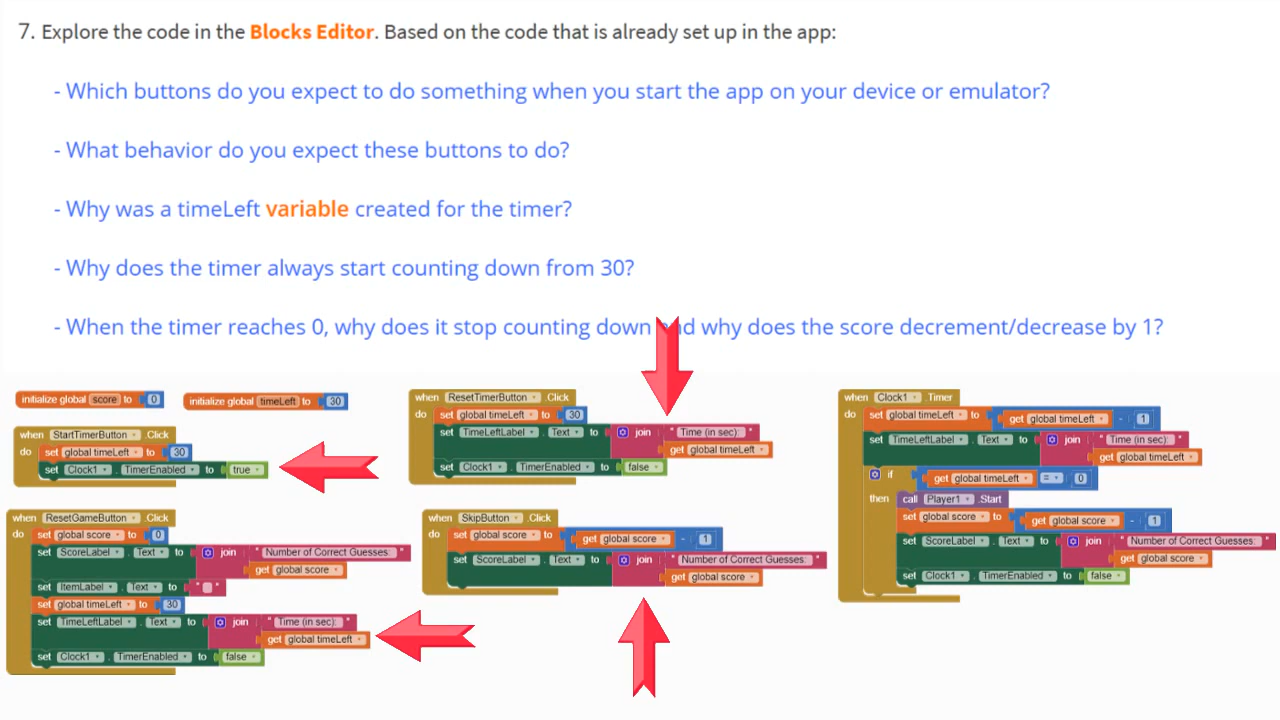 7. Explore the code in the Blocks Editor. Based on the code that is already set up in the app:
- Which buttons do you expect to do something when you start the app on your device or emulator?
- What behavior do you expect these buttons to do?
- Why was a timeLeft variable created for the timer?
- Why does the timer always start counting down from 30?
- When the timer reaches 0, why does it stop counting down and why does the score decrement/decrease by 1?
initialize global score to 0
initialize global timeLeft to 30
when StartTimerButton .Click
do set global timeLeft to 30
set Clock1 . TimerEnabled to true
when ResetGameButton .Click
do set global score to 0
set ScoreLabel . Text to join " Number of Correct Guesses: "
get global score
set ItemLabel . Text to " "
set global timeLeft to 30
set TimeLeftLabel . Text to join " Time (in sec): "
get global timeLeft
set Clock1 . TimerEnabled to false
when ResetTimerButton .Click
do set global timeLeft to 30
set TimeLeftLabel . Text to join " Time (in sec): "
get global timeLeft
set Clock1 . TimerEnabled to false
when SkipButton .Click
do set global score to get global score - 1
set ScoreLabel . Text to join " Number of Correct Guesses: "
get global score
when Clock1 .Timer
do set global timeLeft to get global timeLeft - 1
set TimeLeftLabel . Text to join " Time (in sec): "
get global timeLeft
if get global timeLeft = 0
then call Player1 .Start
set global score to get global score - 1
set ScoreLabel . Text to join " Number of Correct Guesses: "
get global score
set Clock1 . TimerEnabled to false